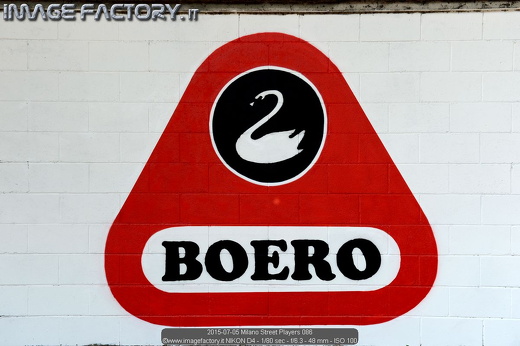 IMAGE FACTORY.IT
BOERO
2015-07-05 Milano Street Players 086
©www.imagefactory.it NIKON D4 - 1/80 sec - f/6.3 - 48 mm - ISO 100